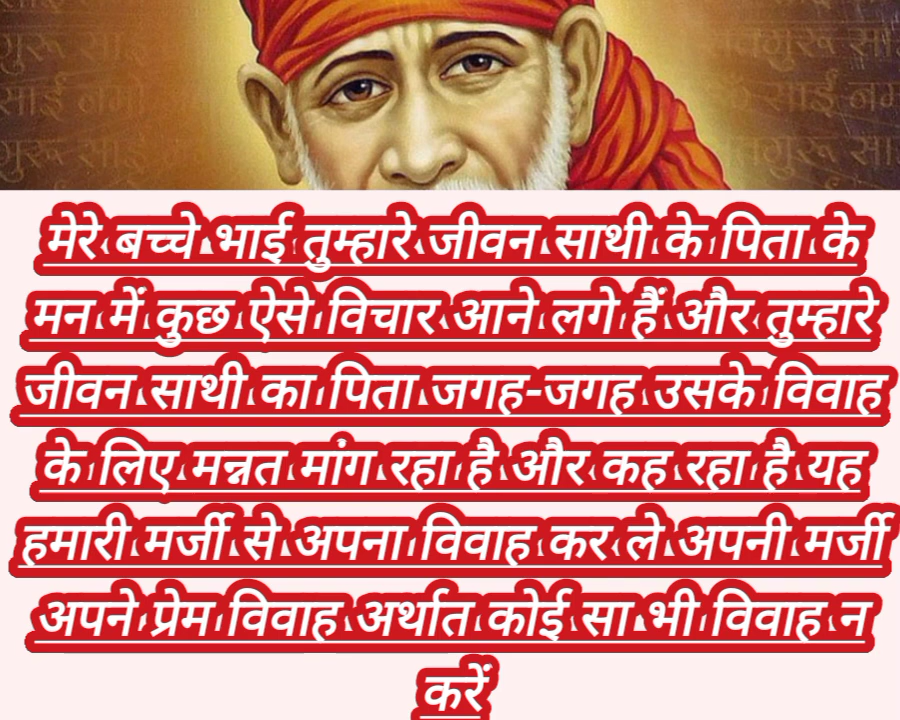 गुरू साईं
साईं नम
मेरे बच्चे भाई तुम्हारे जीवन साथी के पिता के
मन में कुछ ऐसे विचार आने लगे हैं और तुम्हारे
जीवन साथी का पिता जगह-जगह उसके विवाह
के लिए मन्नत मांग रहा है और कह रहा है यह
हमारी मर्जी से अपना विवाह कर ले अपनी मर्जी
अपने प्रेम विवाह अर्थात कोई सा भी विवाह न
करें